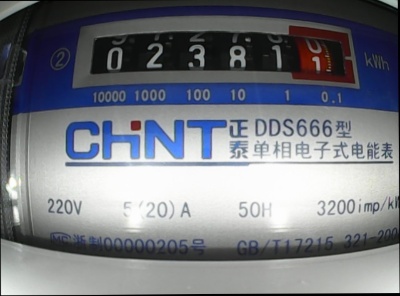 ② 0 2 3 8 1 1 kWh
10000 1000 100 10 1 0.1
CHNT 正泰 DDS666型
单相电子式电能表
220V 5(20)A 50H 3200imp/kW
浙制00000205号 GB/T17215.321-200